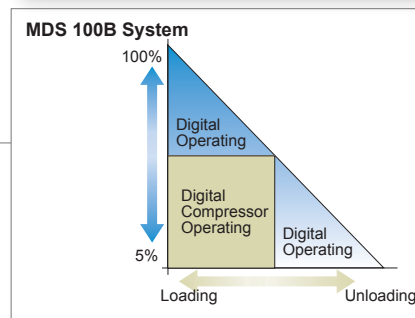 MDS 100B System
100%
Digital
Operating
Digital
Compressor
Operating
Digital
Operating
5%
Loading
Unloading